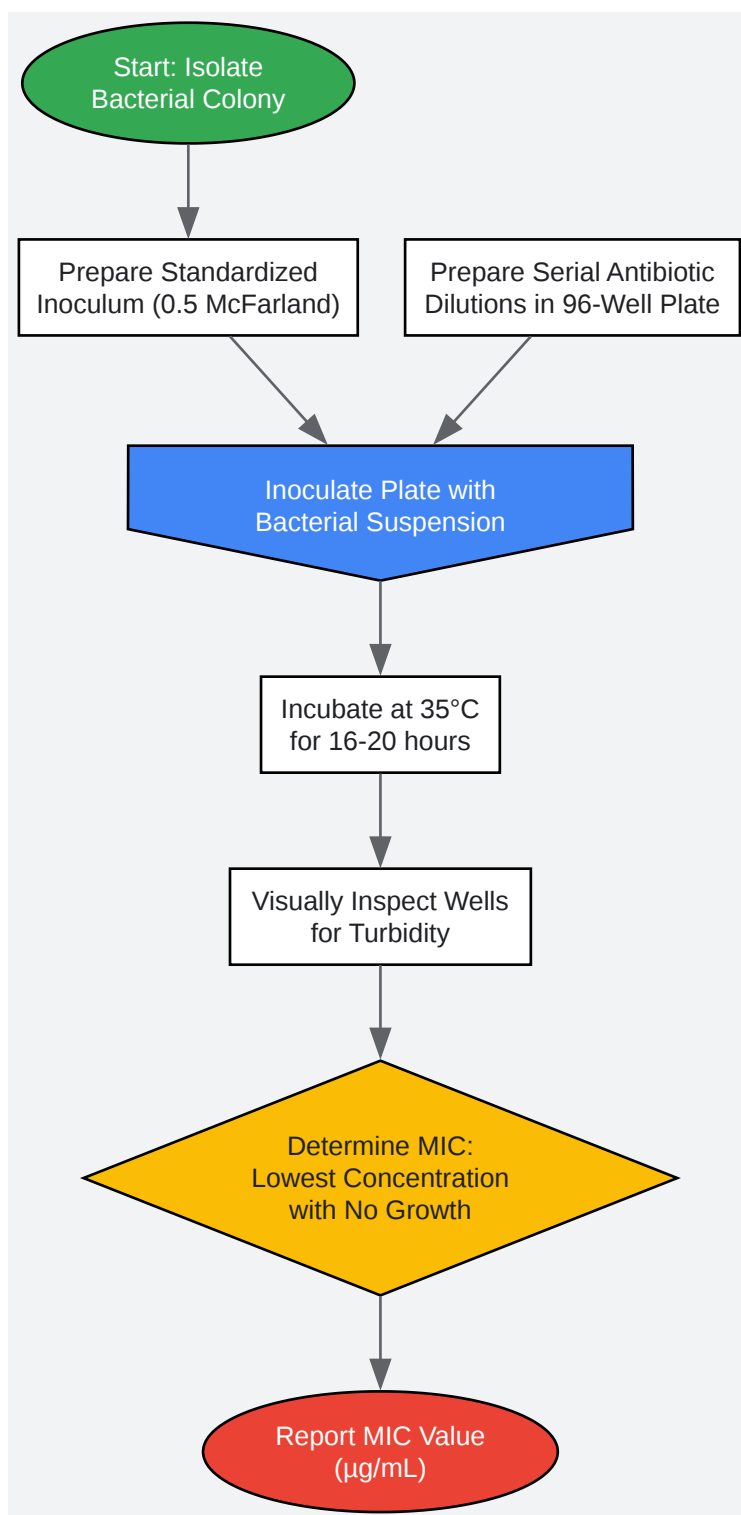 Start: Isolate
Bacterial Colony
Prepare Standardized
Inoculum (0.5 McFarland)
Prepare Serial Antibiotic
Dilutions in 96-Well Plate
Inoculate Plate with
Bacterial Suspension
Incubate at 35°C
for 16-20 hours
Visually Inspect Wells
for Turbidity
Determine MIC:
Lowest Concentration
with No Growth
Report MIC Value
(µg/mL)